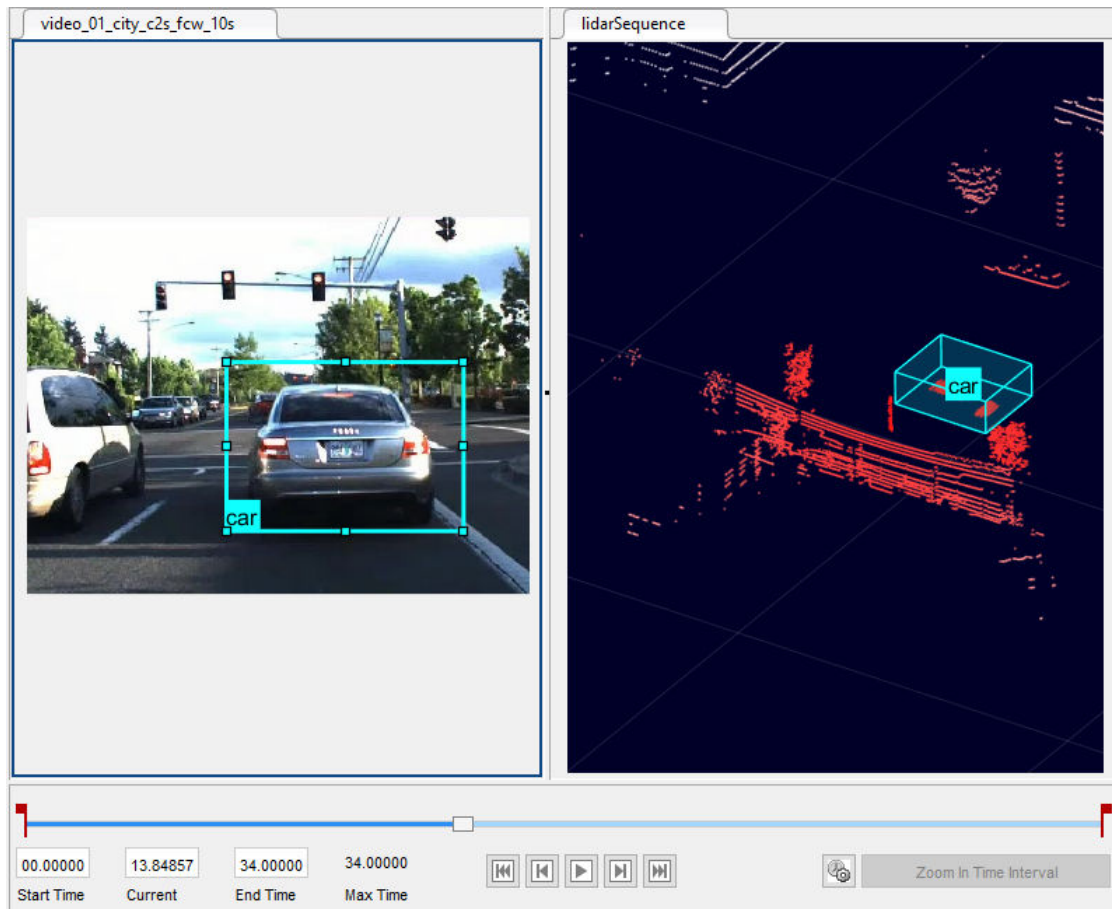 video_01_city_c2s_fcw_10s
lidarSequence
car
car
00.00000 13.84857 34.00000 34.00000
Start Time Current End Time Max Time
Zoom In Time Interval